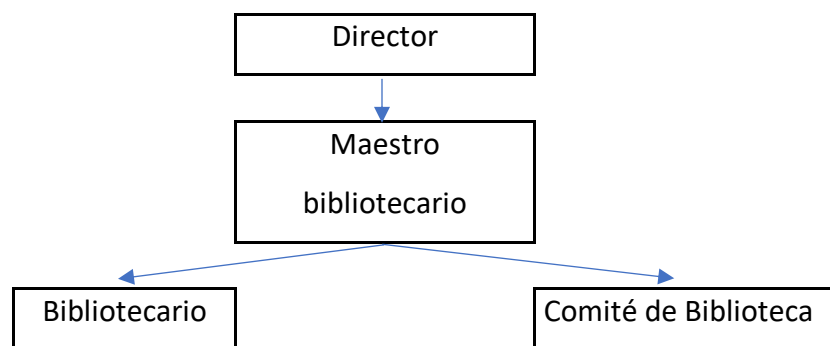 Director
Maestro
bibliotecario
Bibliotecario
Comité de Biblioteca